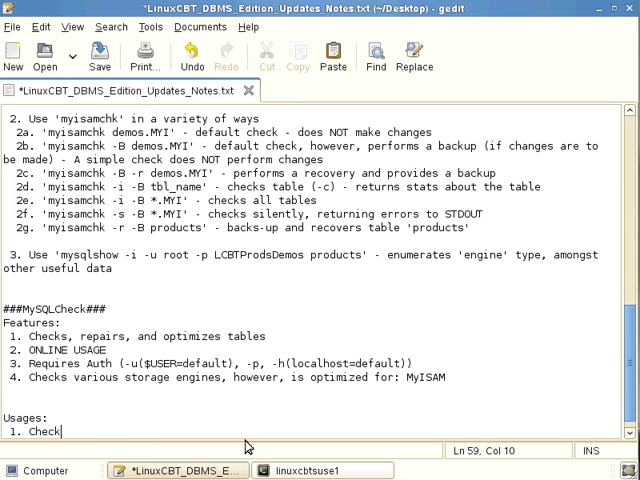 *LinuxCBT_DBMS_Edition_Updates_Notes.txt (~/Desktop) - gedit
File Edit View Search Tools Documents Help
New Open Save Print... Undo Redo Cut Copy Paste Find Replace
*LinuxCBT_DBMS_Edition_Updates_Notes.txt
2. Use 'myisamchk' in a variety of ways
2a. 'myisamchk demos.MYI' - default check - does NOT make changes
2b. 'myisamchk -B demos.MYI' - default check, however, performs a backup (if changes are to
be made) - A simple check does NOT perform changes
2c. 'myisamchk -B -r demos.MYI' - performs a recovery and provides a backup
2d. 'myisamchk -i -B tbl_name' - checks table (-c) - returns stats about the table
2e. 'myisamchk -i -B *.MYI' - checks all tables
2f. 'myisamchk -s -B *.MYI' - checks silently, returning errors to STDOUT
2g. 'myisamchk -r -B products' - backs-up and recovers table 'products'
3. Use 'mysqlshow -i -u root -p LCBTProdsDemos products' - enumerates 'engine' type, amongst
other useful data
###MySQLCheck###
Features:
1. Checks, repairs, and optimizes tables
2. ONLINE USAGE
3. Requires Auth (-u($USER=default), -p, -h(localhost=default))
4. Checks various storage engines, however, is optimized for: MyISAM
Usages:
1. Check
Ln 59, Col 10 INS
Computer *LinuxCBT_DBMS_E... linuxcbtsuse1